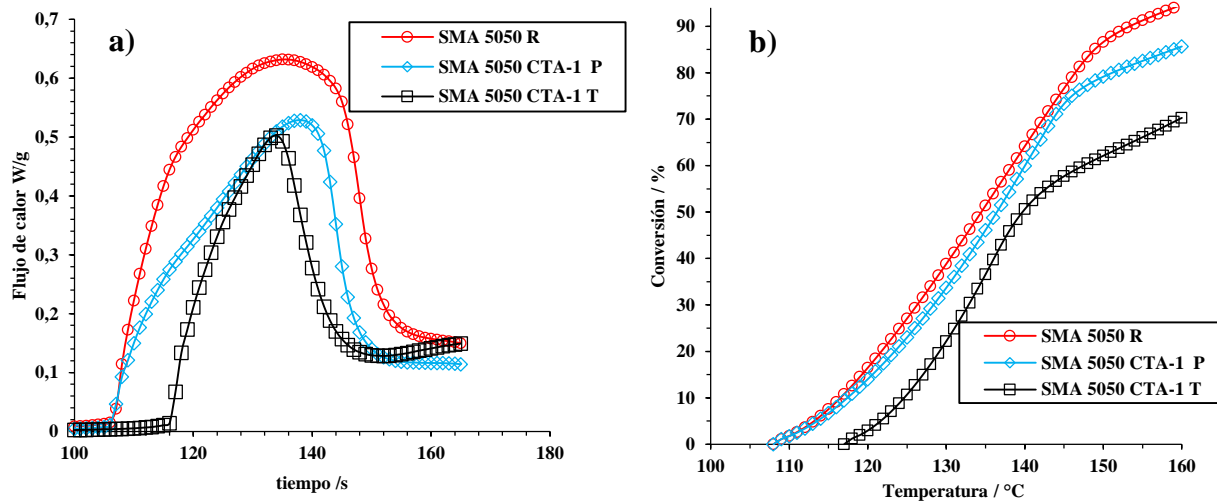 a)
SMA 5050 R
SMA 5050 CTA-1 P
SMA 5050 CTA-1 T
Flujo de calor W/g
0,7
0,6
0,5
0,4
0,3
0,2
0,1
0
100
120
140
160
180
tiempo /s
b)
Conversión / %
90
80
70
60
50
40
30
20
10
0
SMA 5050 R
SMA 5050 CTA-1 P
SMA 5050 CTA-1 T
100
110
120
130
140
150
160
Temperatura / °C